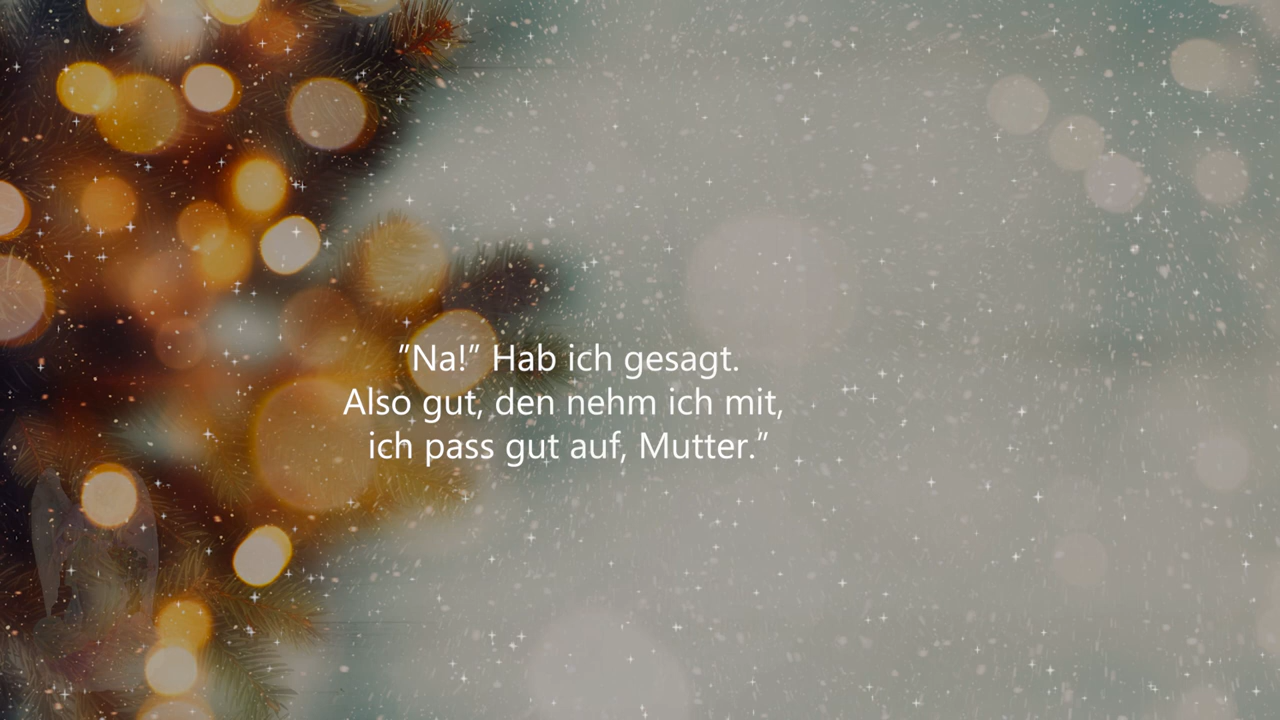 ”Na!” Hab ich gesagt.
Also gut, den nehm ich mit,
ich pass gut auf, Mutter.”